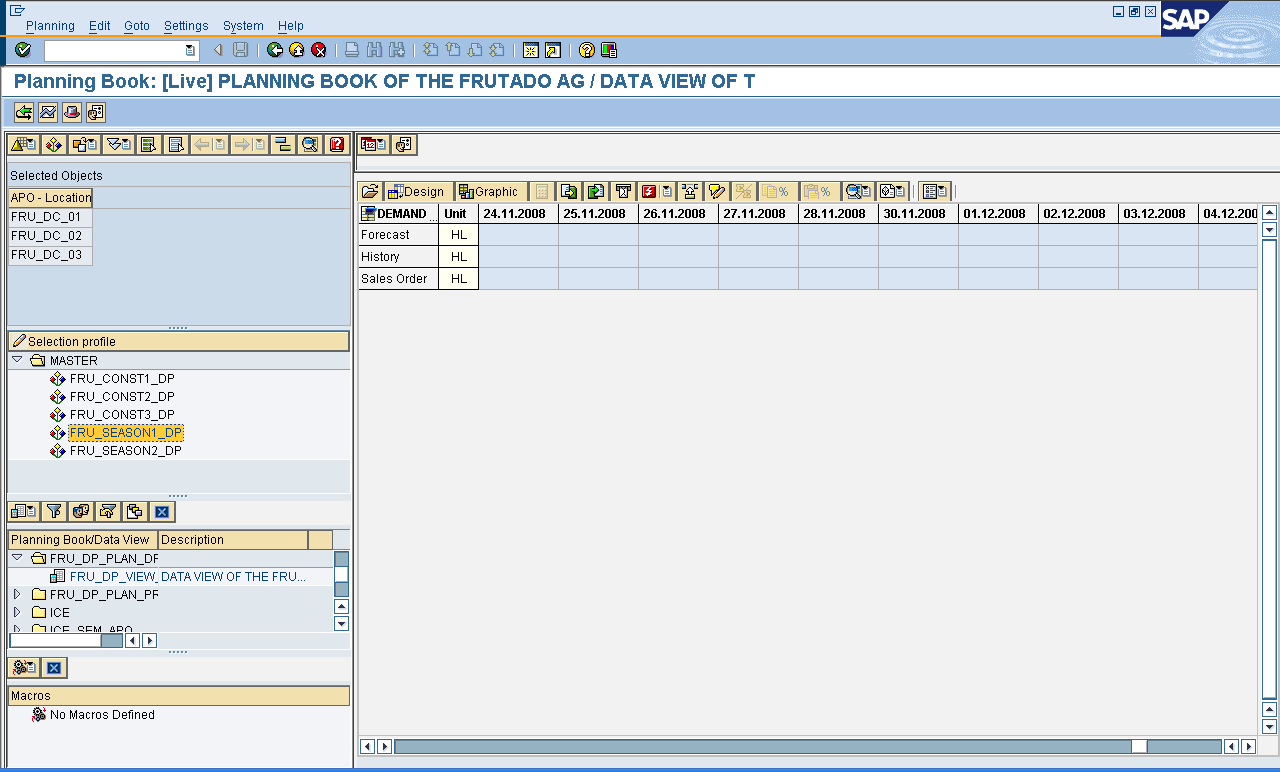 Planning Edit Goto Settings System Help
SAP
Planning Book: [Live] PLANNING BOOK OF THE FRUTADO AG / DATA VIEW OF T
Selected Objects
APO - Location
FRU_DC_01
FRU_DC_02
FRU_DC_03
Selection profile
MASTER
FRU_CONST1_DP
FRU_CONST2_DP
FRU_CONST3_DP
FRU_SEASON1_DP
FRU_SEASON2_DP
Planning Book/Data View Description
FRU_DP_PLAN_DP
FRU_DP_VIEW_ DATA VIEW OF THE FRU...
FRU_DP_PLAN_PR
ICE
ICE_SEM_APO
Macros
No Macros Defined
Design Graphic % %
DEMAND ... Unit 24.11.2008 25.11.2008 26.11.2008 27.11.2008 28.11.2008 30.11.2008 01.12.2008 02.12.2008 03.12.2008 04.12.200
Forecast HL
History HL
Sales Order HL